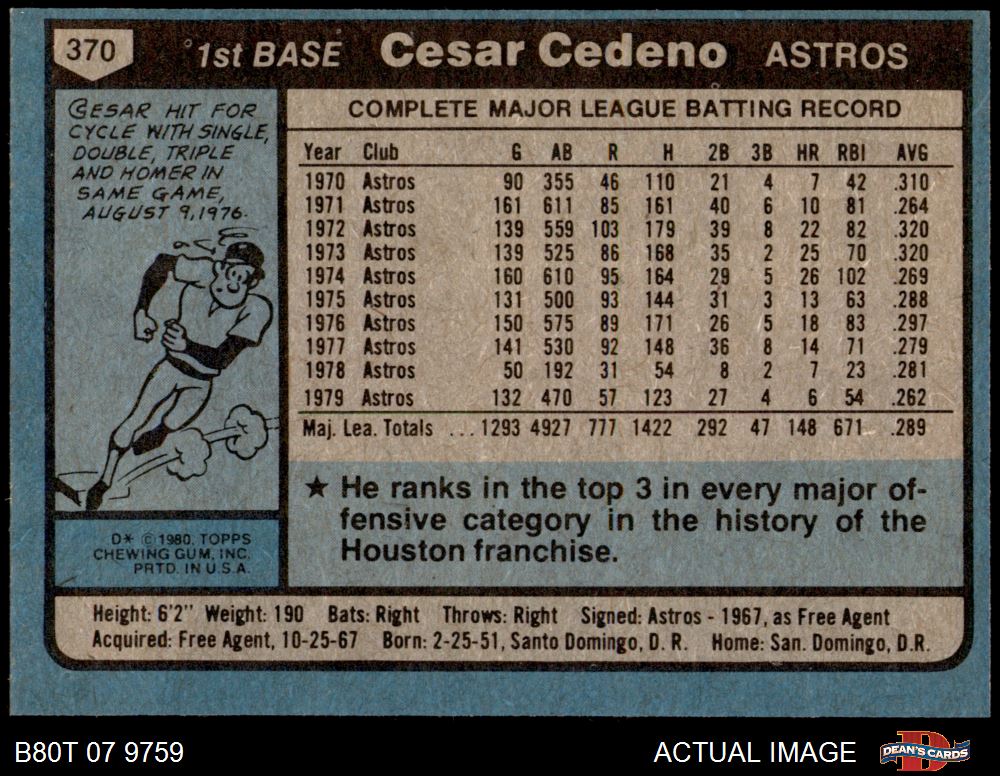 370
1st BASE Cesar Cedeno ASTROS
CESAR HIT FOR
CYCLE WITH SINGLE,
DOUBLE, TRIPLE
AND HOMER IN
SAME GAME,
AUGUST 9, 1976.
COMPLETE MAJOR LEAGUE BATTING RECORD
Year Club G AB R H 2B 3B HR RBI AVG
1970 Astros 90 355 46 110 21 4 7 42 .310
1971 Astros 161 611 85 161 40 6 10 81 .264
1972 Astros 139 559 103 179 39 8 22 82 .320
1973 Astros 139 525 86 168 35 2 25 70 .320
1974 Astros 160 610 95 164 29 5 26 102 .269
1975 Astros 131 500 93 144 31 3 13 63 .288
1976 Astros 150 575 89 171 26 5 18 83 .297
1977 Astros 141 530 92 148 36 8 14 71 .279
1978 Astros 50 192 31 54 8 2 7 23 .281
1979 Astros 132 470 57 123 27 4 6 54 .262
Maj. Lea. Totals ... 1293 4927 777 1422 292 47 148 671 .289
★ He ranks in the top 3 in every major of-
fensive category in the history of the
Houston franchise.
D* © 1980, TOPPS
CHEWING GUM, INC.
PRTD. IN U.S.A.
Height: 6'2" Weight: 190 Bats: Right Throws: Right Signed: Astros - 1967, as Free Agent
Acquired: Free Agent, 10-25-67 Born: 2-25-51, Santo Domingo, D. R. Home: San. Domingo, D.R.
B80T 07 9759
ACTUAL IMAGE
D
DEAN'S CARDS